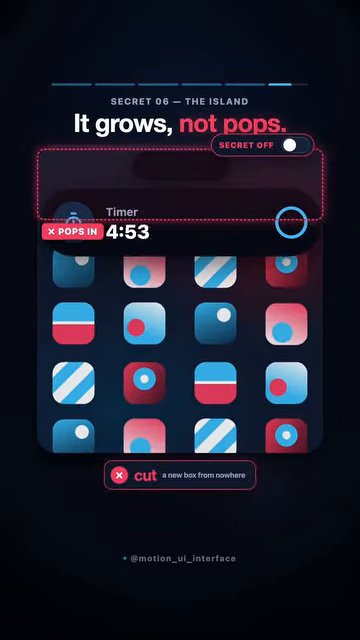 SECRET 06 — THE ISLAND
It grows, not pops.
SECRET OFF
Timer
✕ POPS IN
4:53
✕ cut a new box from nowhere
@motion_ui_interface